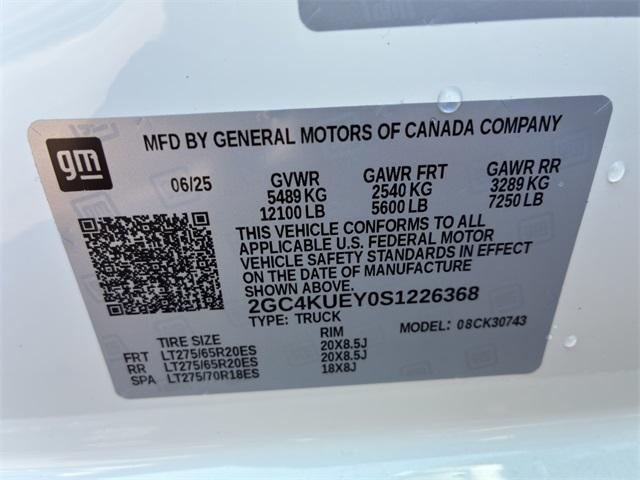 gm
MFD BY GENERAL MOTORS OF CANADA COMPANY
06/25 GVWR GAWR FRT GAWR RR
5489 KG 2540 KG 3289 KG
12100 LB 5600 LB 7250 LB
THIS VEHICLE CONFORMS TO ALL
APPLICABLE U.S. FEDERAL MOTOR
VEHICLE SAFETY STANDARDS IN EFFECT
ON THE DATE OF MANUFACTURE
SHOWN ABOVE.
2GC4KUEY0S1226368
TYPE: TRUCK MODEL: 08CK30743
TIRE SIZE RIM
FRT LT275/65R20ES 20X8.5J
RR LT275/65R20ES 20X8.5J
SPA LT275/70R18ES 18X8J